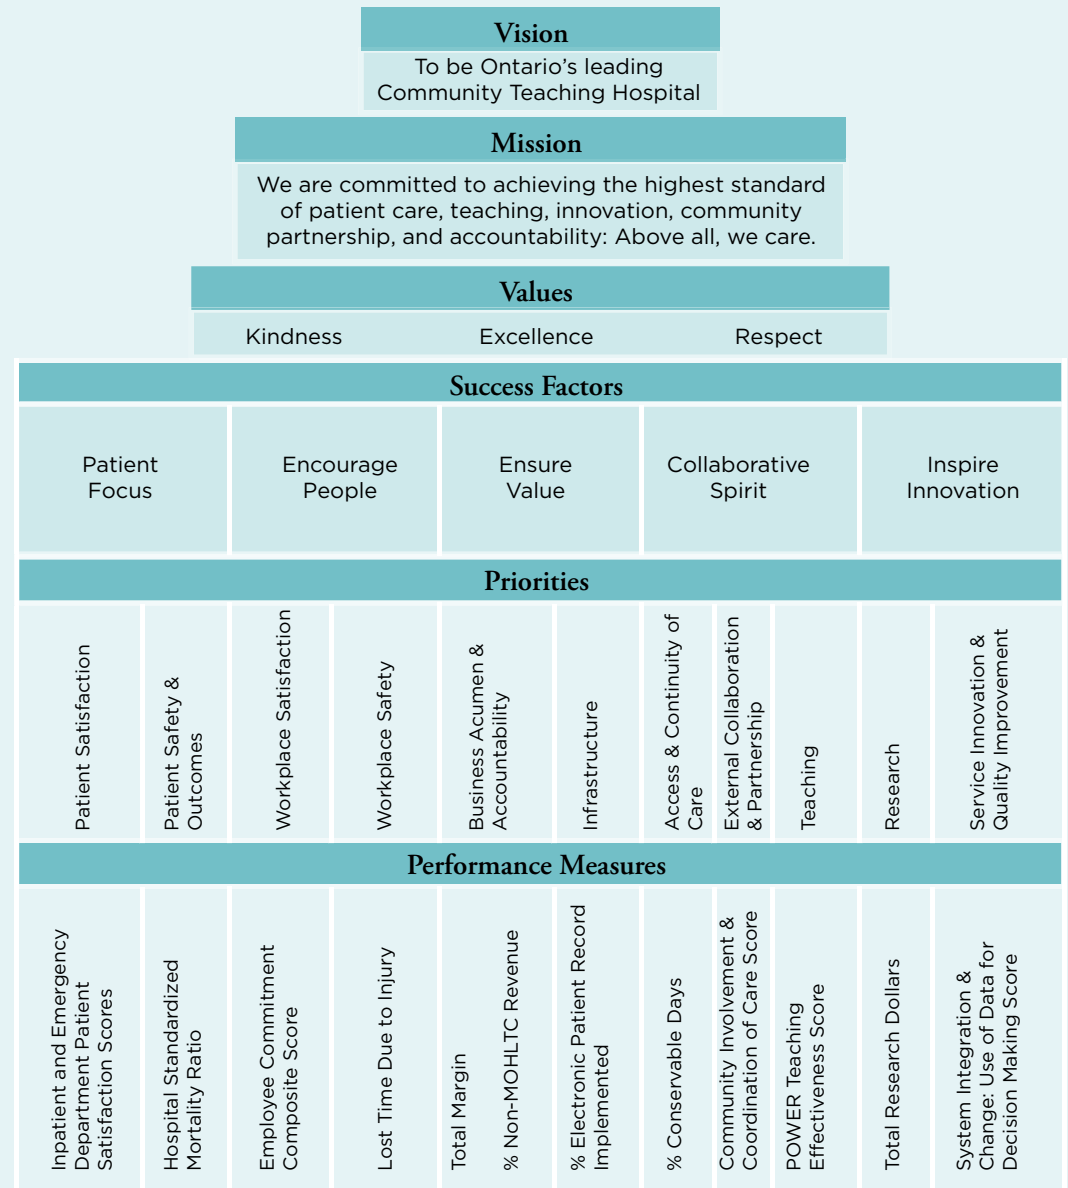 Vision
To be Ontario’s leading
Community Teaching Hospital
Mission
We are committed to achieving the highest standard
of patient care, teaching, innovation, community
partnership, and accountability: Above all, we care.
Values
Kindness
Excellence
Respect
Success Factors
Patient
Focus
Encourage
People
Ensure
Value
Collaborative
Spirit
Inspire
Innovation
Priorities
Patient Satisfaction
Patient Safety &
Outcomes
Workplace Satisfaction
Workplace Safety
Business Acumen &
Accountability
Infrastructure
Access & Continuity of
Care
External Collaboration
& Partnership
Teaching
Research
Service Innovation &
Quality Improvement
Performance Measures
Inpatient and Emergency
Department Patient
Satisfaction Scores
Hospital Standardized
Mortality Ratio
Employee Commitment
Composite Score
Lost Time Due to Injury
Total Margin
% Non-MOHLTC Revenue
% Electronic Patient Record
Implemented
% Conservable Days
Community Involvement &
Coordination of Care Score
POWER Teaching
Effectiveness Score
Total Research Dollars
System Integration &
Change: Use of Data for
Decision Making Score